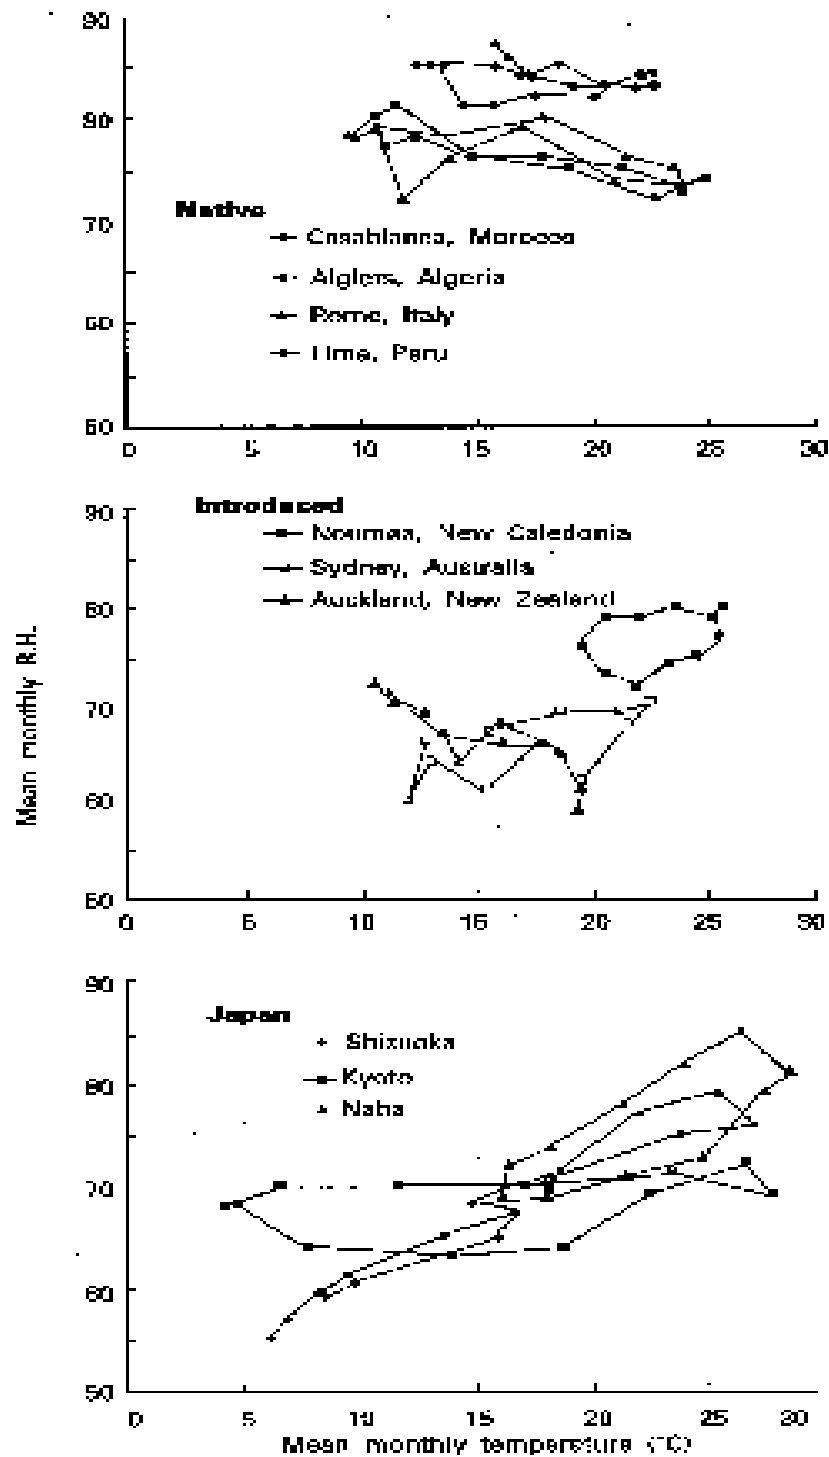 90
80
70
60
50
0 5 10 15 20 25 30
Native
Casablanca, Morocco
Algiers, Algeria
Rome, Italy
Lima, Peru
90
80
70
60
50
0 5 10 15 20 25 30
Introduced
Noumea, New Caledonia
Sydney, Australia
Auckland, New Zealand
Mean monthly R.H.
90
80
70
60
50
0 5 10 15 20 25 30
Japan
Shizuoka
Kyoto
Naha
Mean monthly temperature (°C)